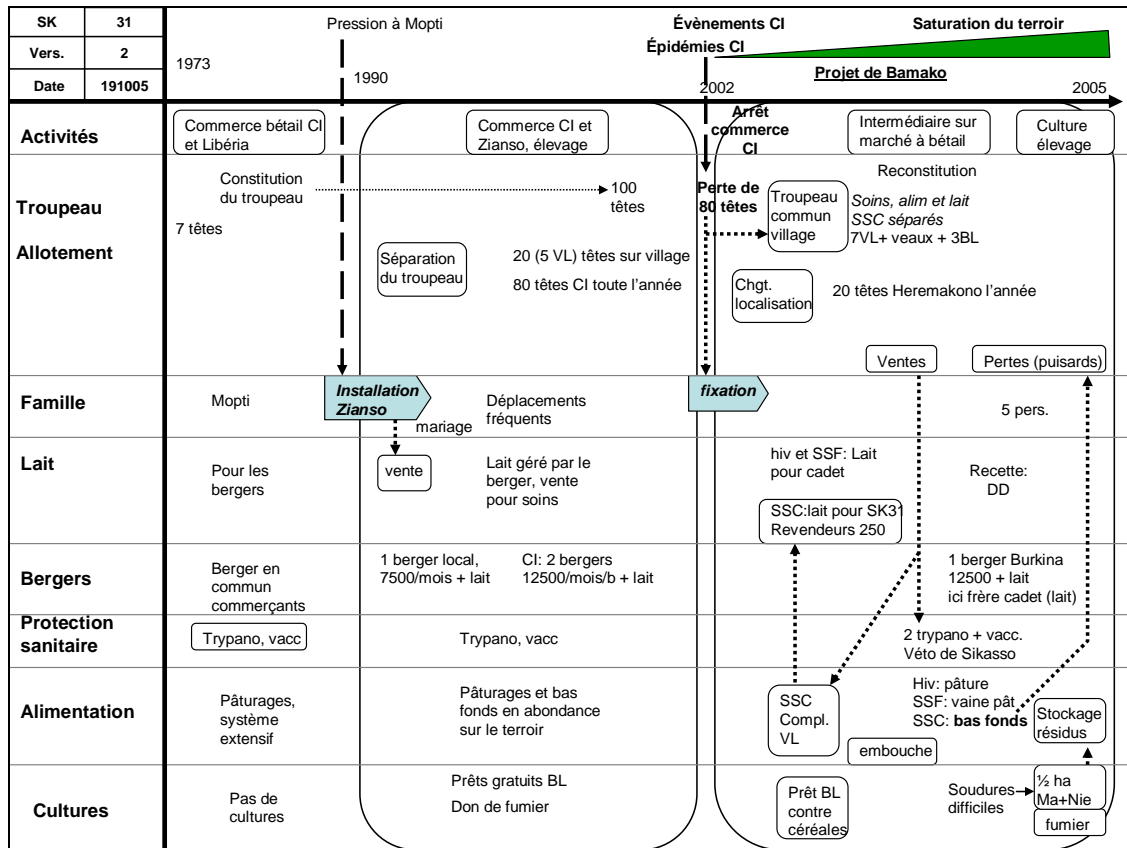 SK 31
Vers. 2
Date 191005
Pression à Mopti
Évènements CI
Épidémies CI
Saturation du terroir
1973
1990
2002
Projet de Bamako
2005
Activités
Commerce bétail CI
et Libéria
Commerce CI et
Zianso, élevage
Arrêt
commerce
CI
Intermédiaire sur
marché à bétail
Culture
élevage
Troupeau
Allotement
Constitution
du troupeau
7 têtes
100
têtes
Séparation
du troupeau
20 (5 VL) têtes sur village
80 têtes CI toute l'année
Perte de
80 têtes
Troupeau
commun
village
Reconstitution
Soins, alim et lait
SSC séparés
7VL+ veaux + 3BL
Chgt.
localisation
20 têtes Heremakono l'année
Ventes
Pertes (puisards)
Famille
Mopti
Installation
Zianso
mariage
Déplacements
fréquents
fixation
5 pers.
Lait
Pour les
bergers
vente
Lait géré par le
berger, vente
pour soins
hiv et SSF: Lait
pour cadet
SSC:lait pour SK31
Revendeurs 250
Recette:
DD
Bergers
Berger en
commun
commerçants
1 berger local,
7500/mois + lait
CI: 2 bergers
12500/mois/b + lait
1 berger Burkina
12500 + lait
ici frère cadet (lait)
Protection
sanitaire
Trypano, vacc
Trypano, vacc
2 trypano + vacc.
Véto de Sikasso
Alimentation
Pâturages,
système
extensif
Pâturages et bas
fonds en abondance
sur le terroir
SSC
Compl.
VL
embouche
Hiv: pâture
SSF: vaine pât
SSC: bas fonds
Stockage
résidus
Cultures
Pas de
cultures
Prêts gratuits BL
Don de fumier
Prêt BL
contre
céréales
Soudures
difficiles
½ ha
Ma+Nie
fumier